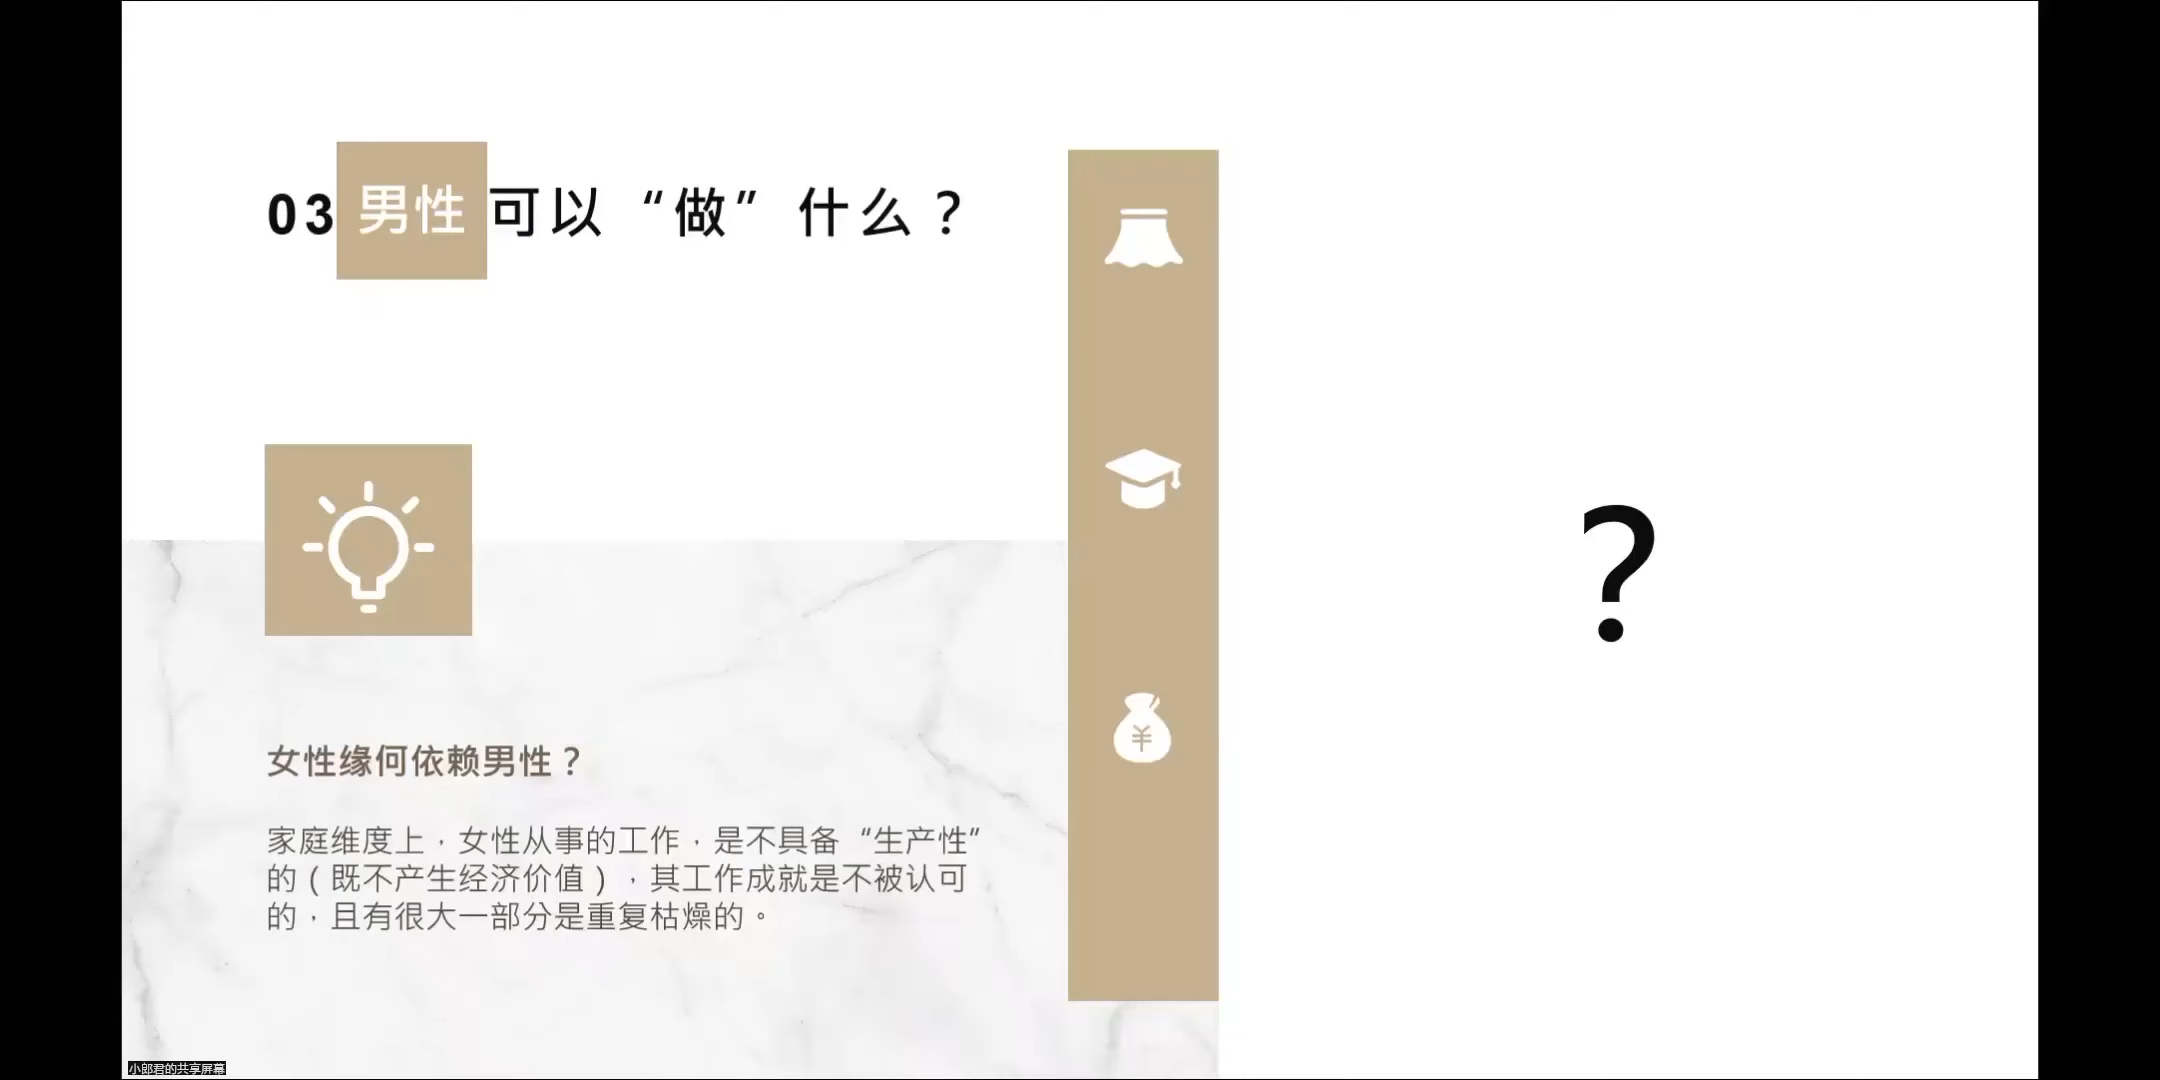 03 男性 可以“做”什么？
？
女性缘何依赖男性？
家庭维度上，女性从事的工作，是不具备“生产性”
的（既不产生经济价值），其工作成就是不被认可
的，且有很大一部分是重复枯燥的。
小郎君的共享屏幕